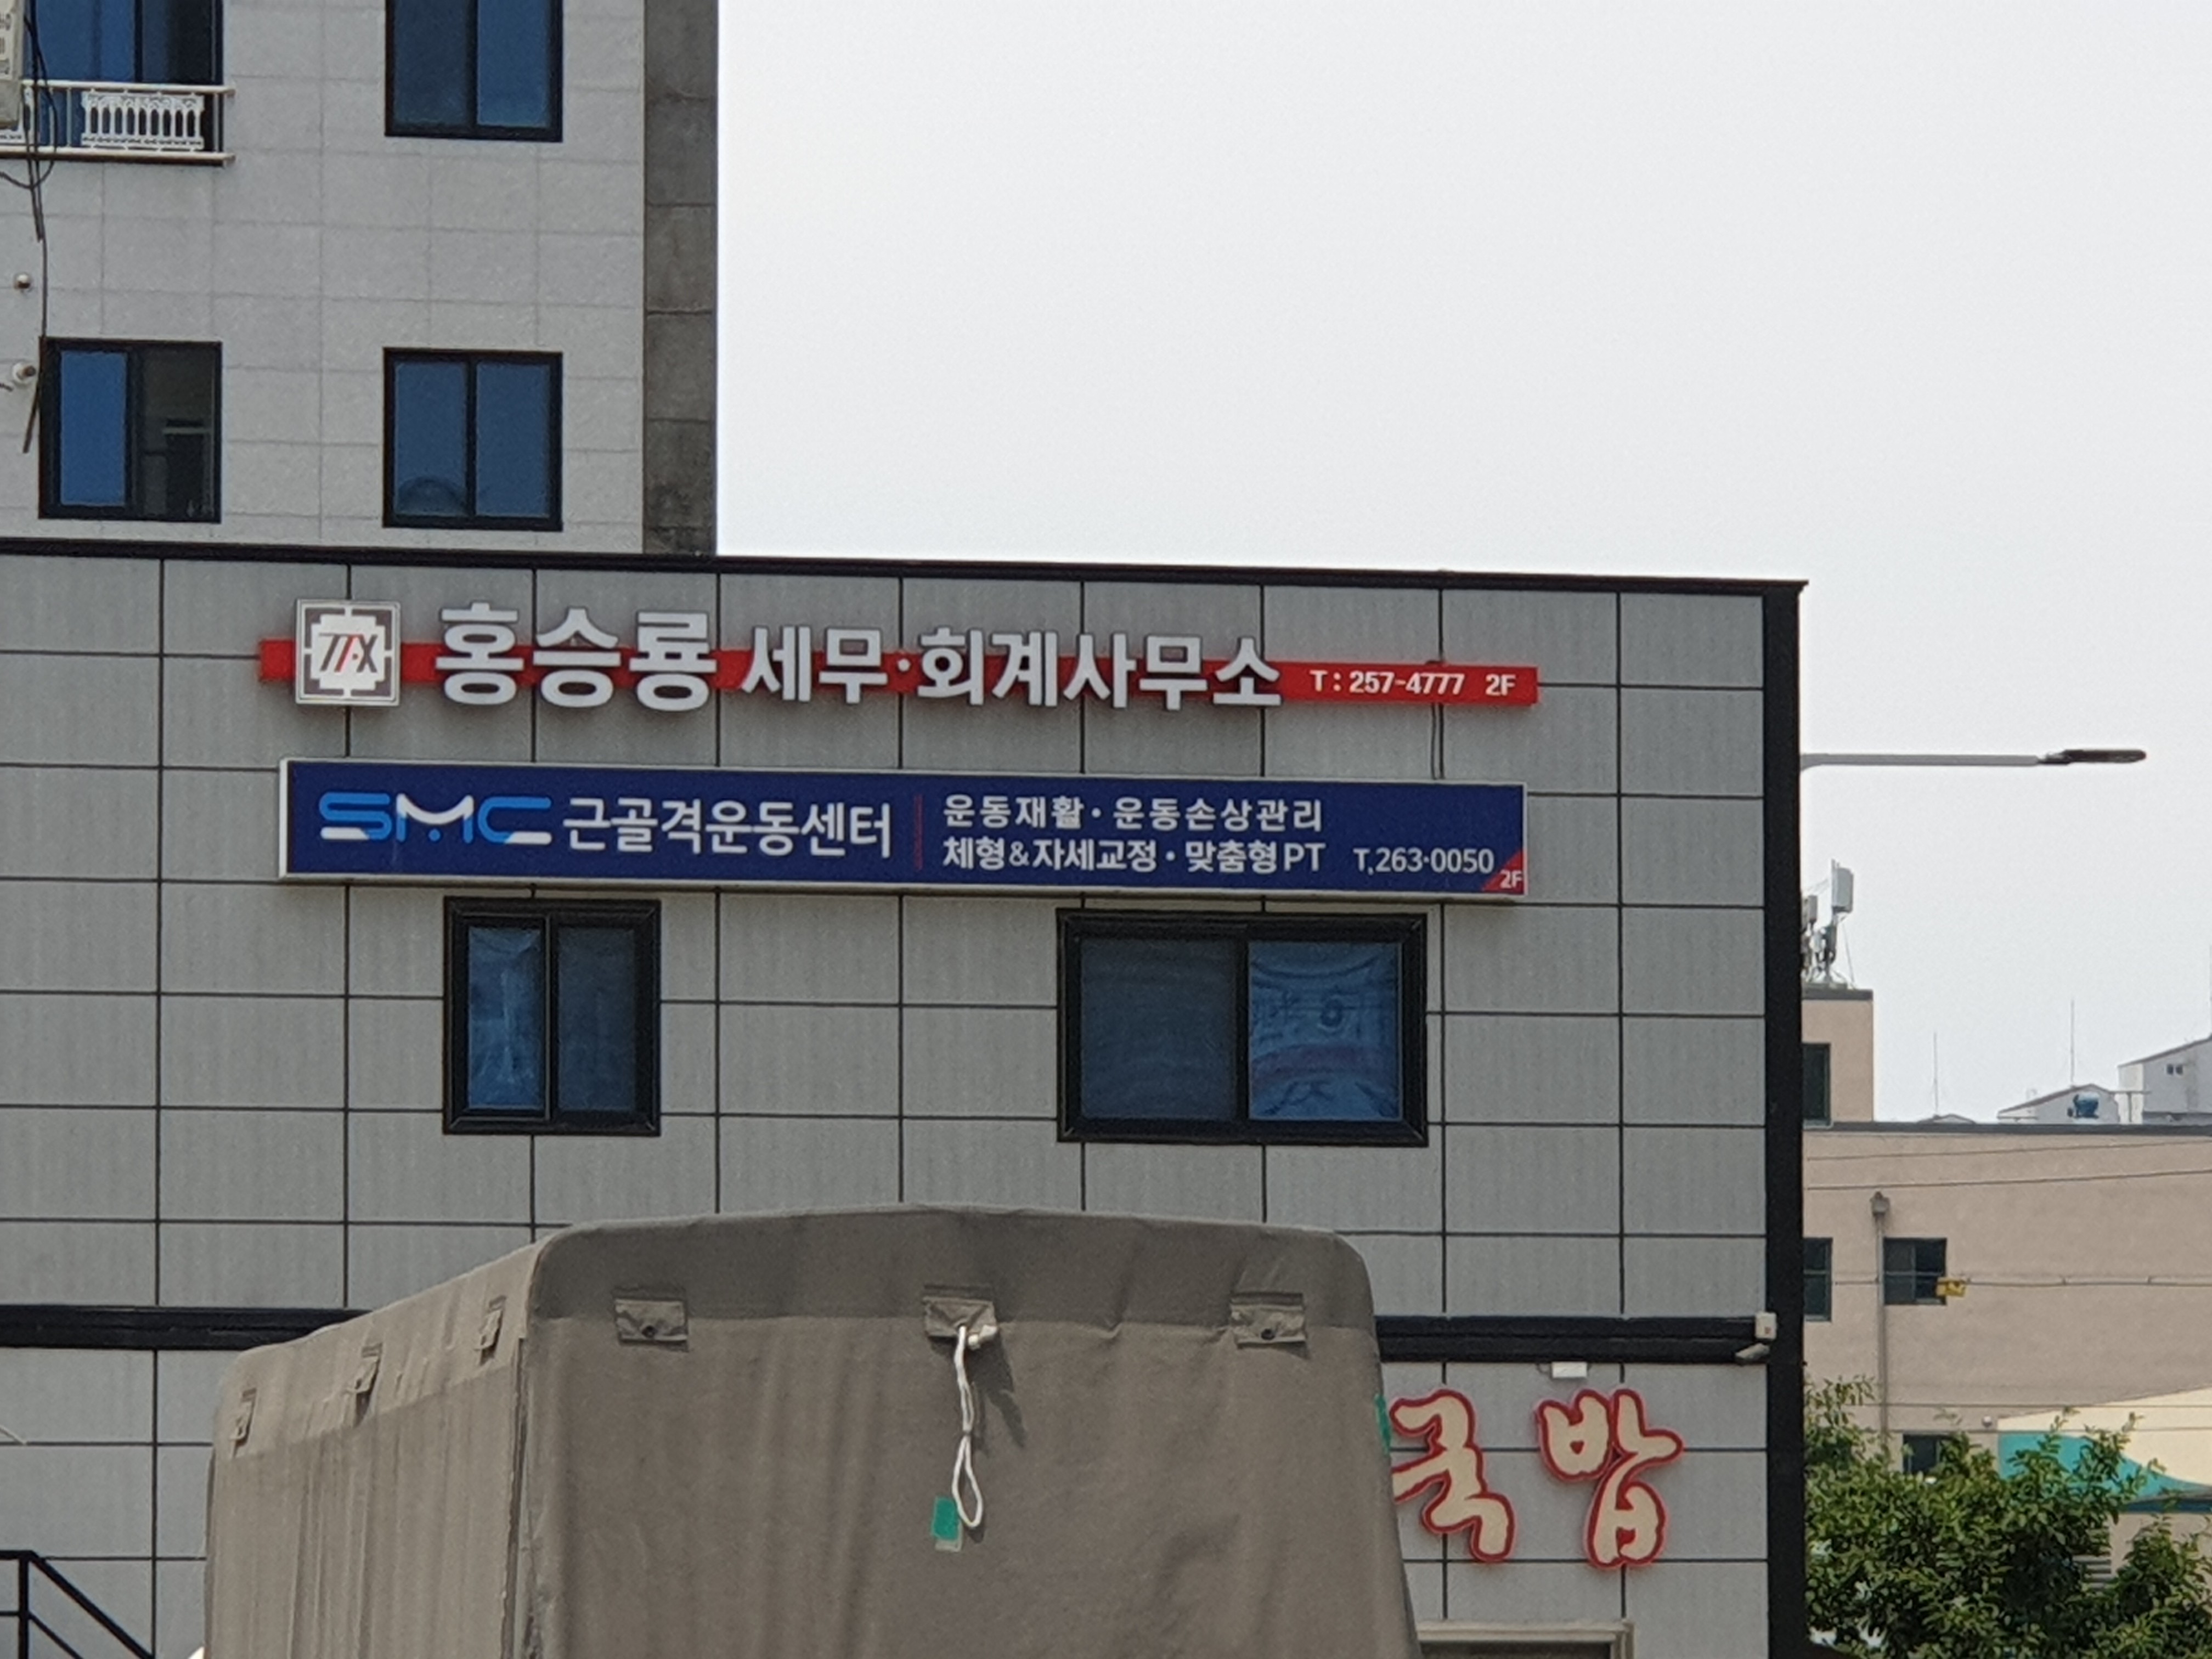 TAX 홍승룡 세무·회계사무소 T : 257-4777 2F
SMC 근골격운동센터
운동재활 · 운동손상관리
체형&자세교정 · 맞춤형PT T,263·0050
2F
국밥